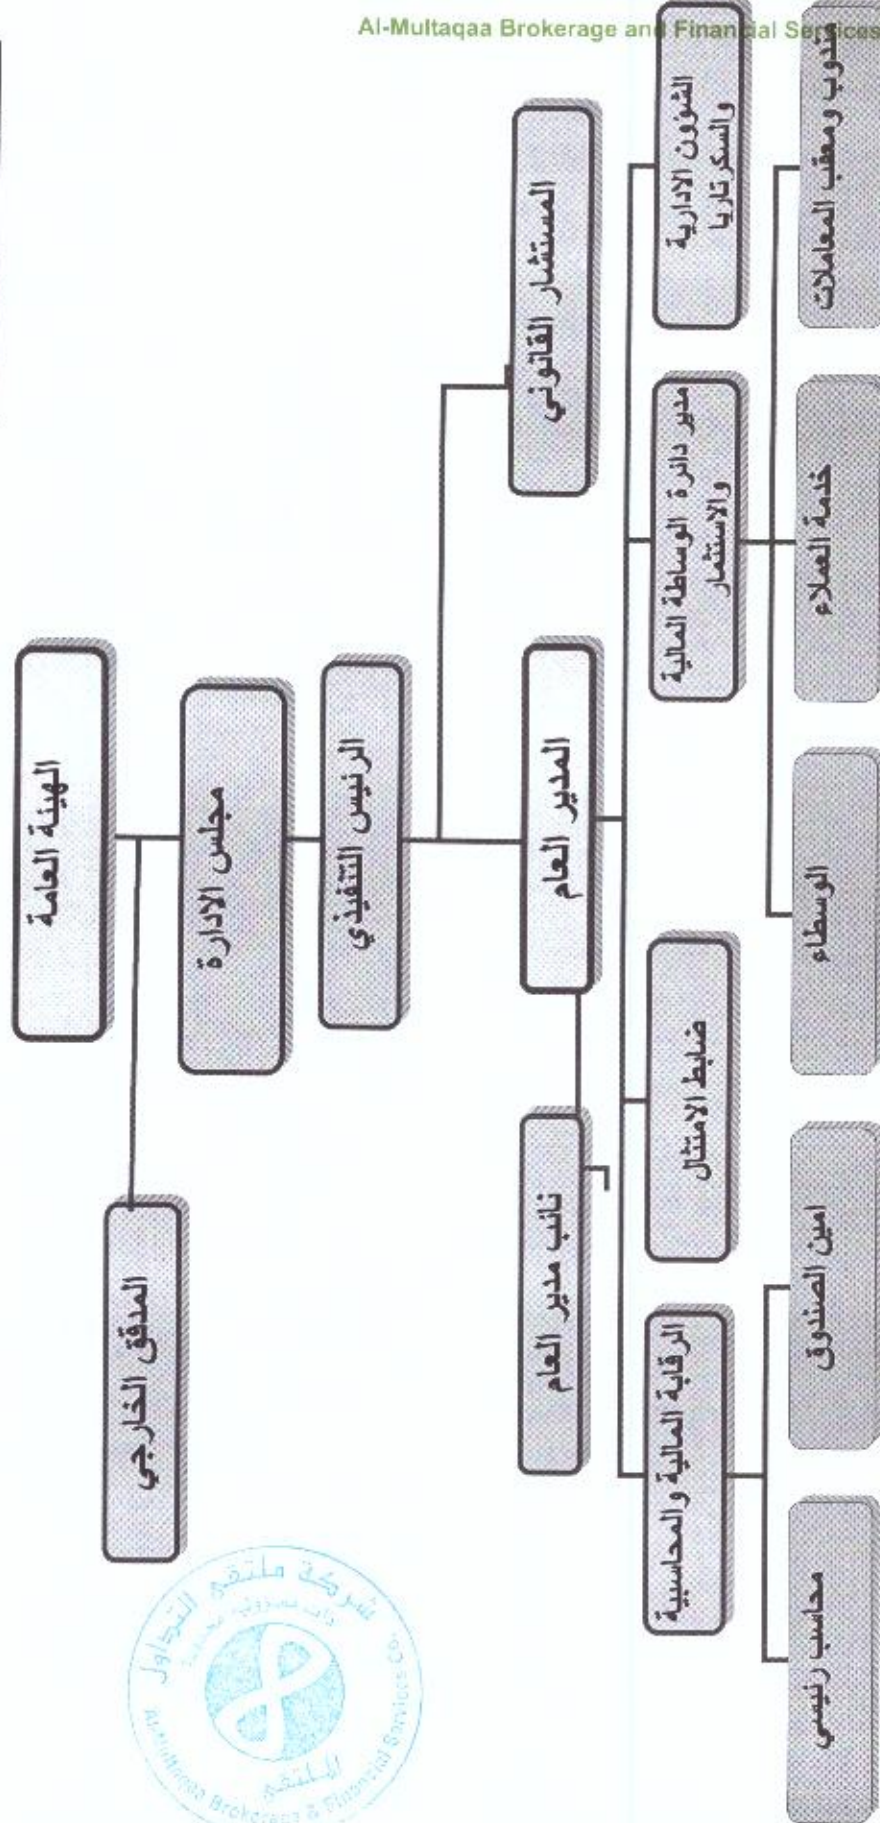 Al-Multaqaa Brokerage and Financial Services
الهيئة العامة
المدقق الخارجي
مجلس الادارة
الرئيس التنفيذي
المستشار القانوني
المدير العام
نائب مدير العام
الشؤون الادارية
والسكرتاريا
مدير دائرة الوساطة المالية
والاستثمار
ضابط الامتثال
الرقابة المالية والمحاسبية
مندوب ومعقب المعاملات
خدمة العملاء
الوسطاء
امين الصندوق
محاسب رئيسي
شركة ملتقى التداول
الملتقى
Al-Multaqaa Brokerage & Financial Services Co